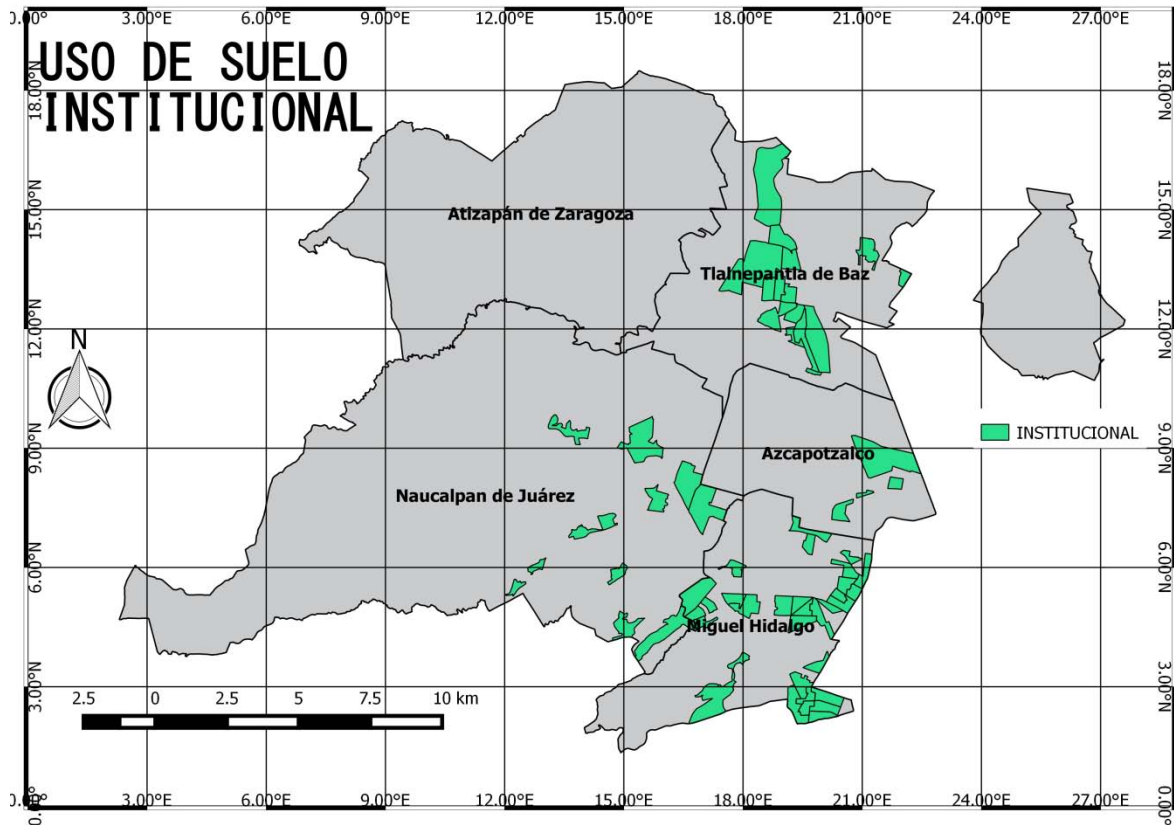 0.00°E 3.00°E 6.00°E 9.00°E 12.00°E 15.00°E 18.00°E 21.00°E 24.00°E 27.00°E
USO DE SUELO
INSTITUCIONAL
18.00°N 18.00°N
15.00°N 15.00°N
Atizapán de Zaragoza
Tlalnepantla de Baz
12.00°N 12.00°N
N
9.00°N 9.00°N
INSTITUCIONAL
Azcapotzalco
Naucalpan de Juárez
6.00°N 6.00°N
Miguel Hidalgo
3.00°N 3.00°N
2.5 0 2.5 5 7.5 10 km
0.00°N 0.00°N
0.00°E 3.00°E 6.00°E 9.00°E 12.00°E 15.00°E 18.00°E 21.00°E 24.00°E 27.00°E